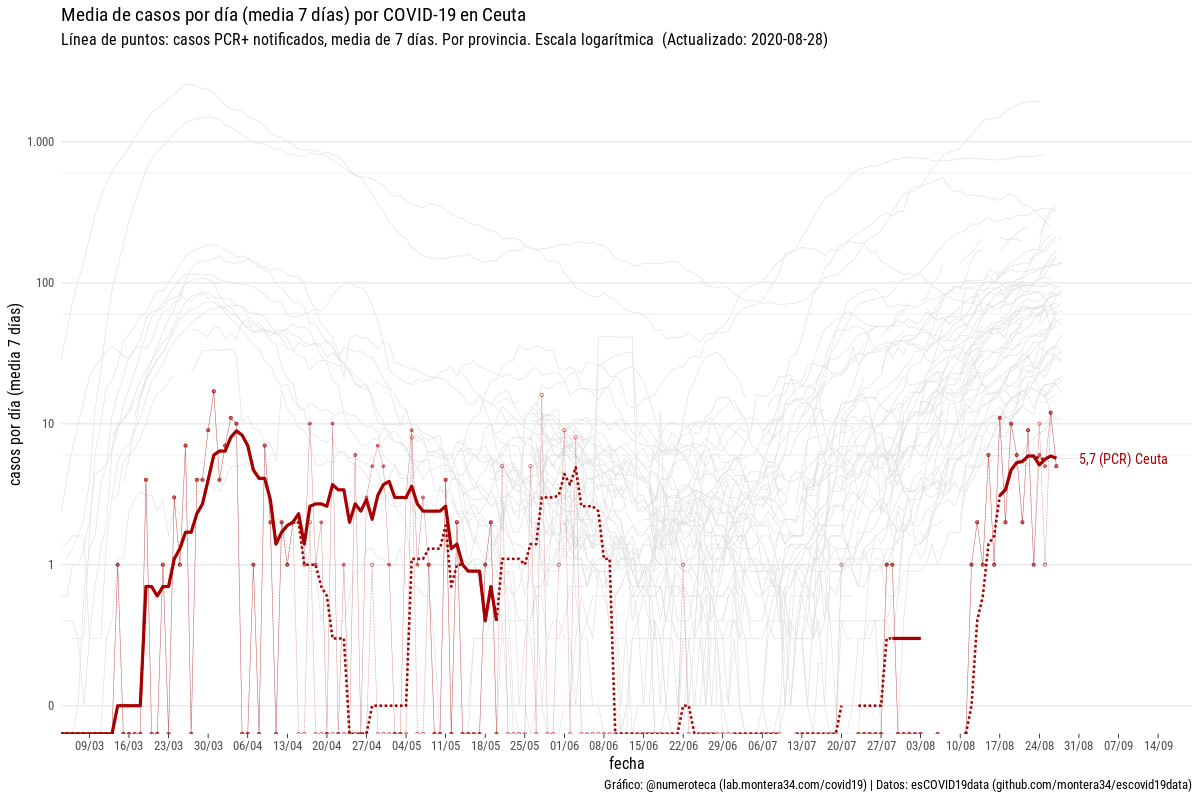 Media de casos por día (media 7 días) por COVID-19 en Ceuta
Línea de puntos: casos PCR+ notificados, media de 7 días. Por provincia. Escala logarítmica (Actualizado: 2020-08-28)
casos por día (media 7 días)
1.000
100
10
1
0
5,7 (PCR) Ceuta
09/03 16/03 23/03 30/03 06/04 13/04 20/04 27/04 04/05 11/05 18/05 25/05 01/06 08/06 15/06 22/06 29/06 06/07 13/07 20/07 27/07 3/08 10/08 17/08 24/08 31/08 07/09 14/09
fecha
Gráfico: @numeroteca (lab.montera34.com/covid19) | Datos: esCOVID19data (github.com/montera34/escovid19data)